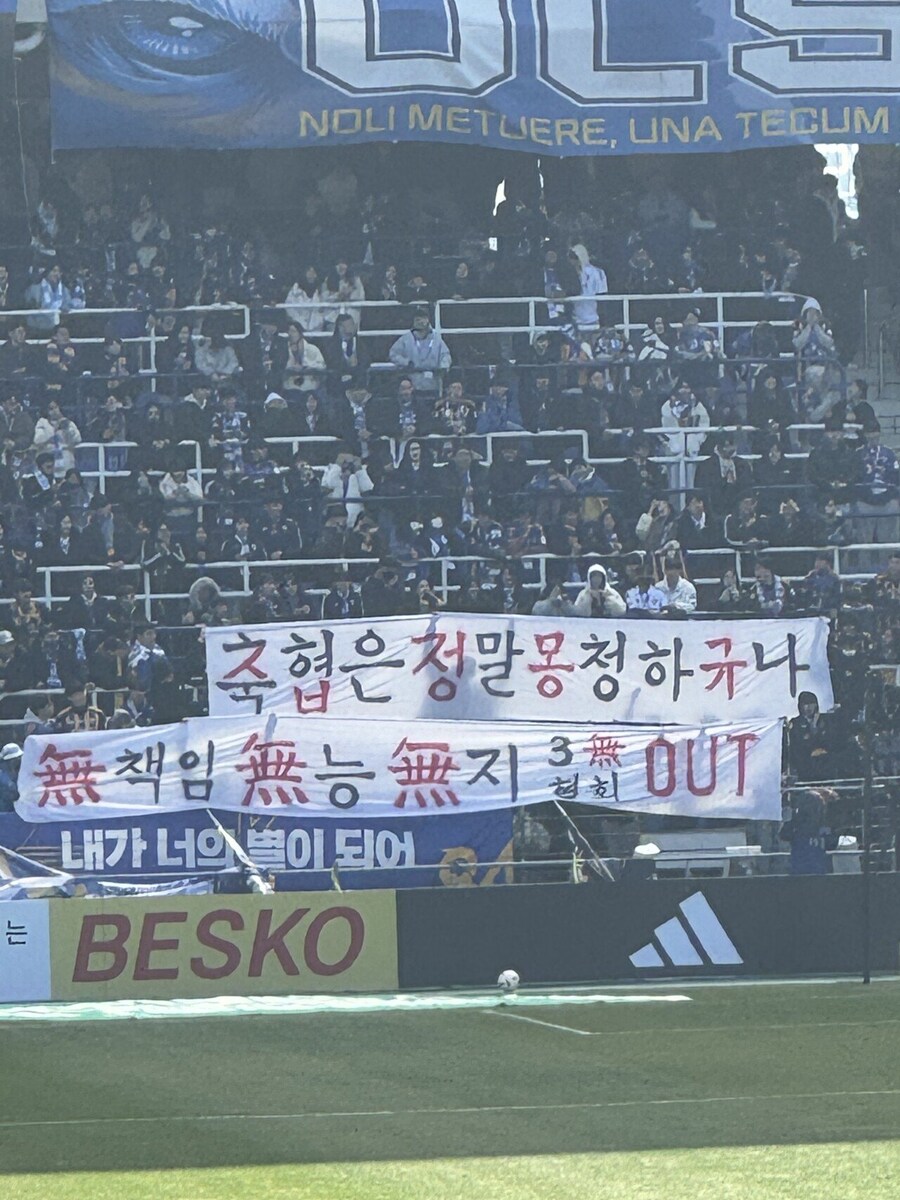 NOLI METUERE, UNA TECUM
축협은 정말 몽청하규나
無책임 無능 無지 3無 협회 OUT
내가 너의 별이 되어
BESKO